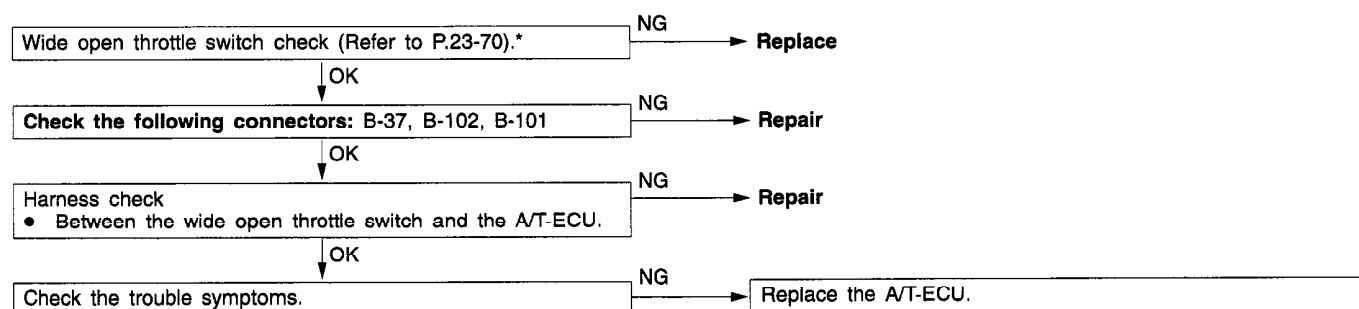 Wide open throttle switch check (Refer to P.23-70).*
NG
Replace
OK
Check the following connectors: B-37, B-102, B-101
NG
Repair
OK
Harness check
NG
Repair
● Between the wide open throttle switch and the A/T-ECU.
OK
Check the trouble symptoms.
NG
Replace the A/T-ECU.